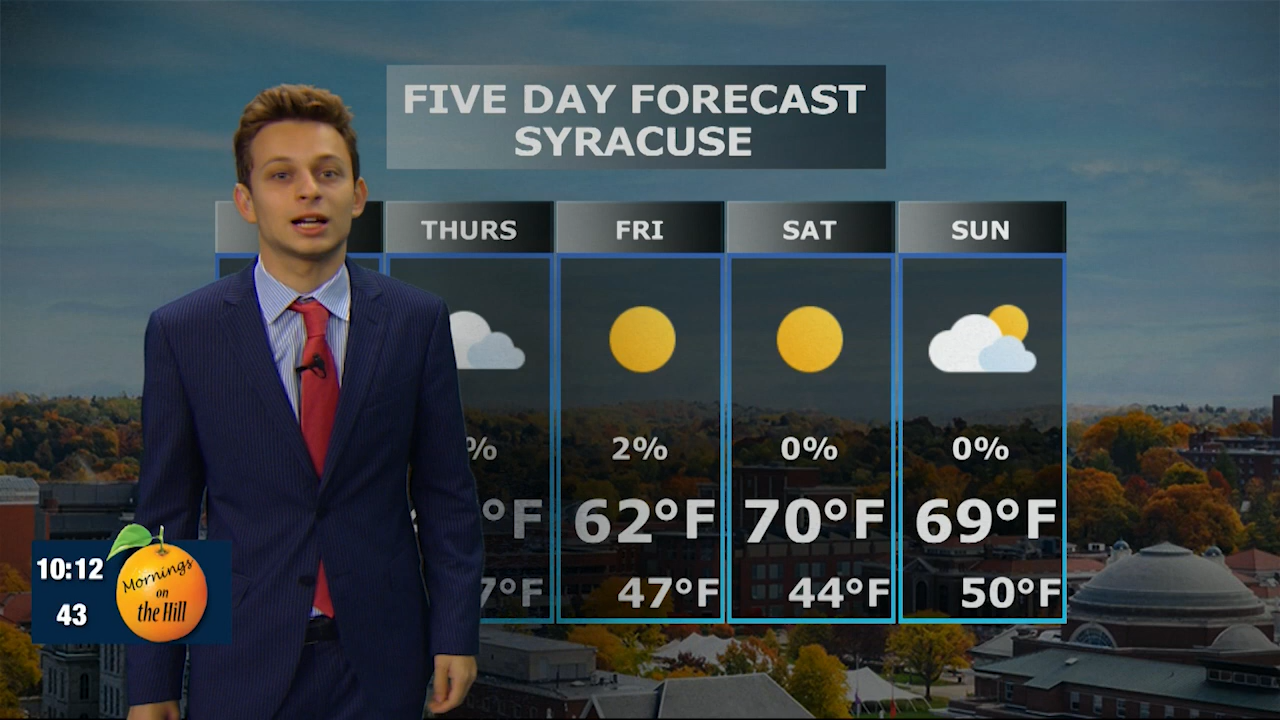 FIVE DAY FORECAST
SYRACUSE
THURS FRI SAT SUN
% 2% 0% 0%
°F 62°F 70°F 69°F
7°F 47°F 44°F 50°F
10:12
43
Mornings
on
the Hill